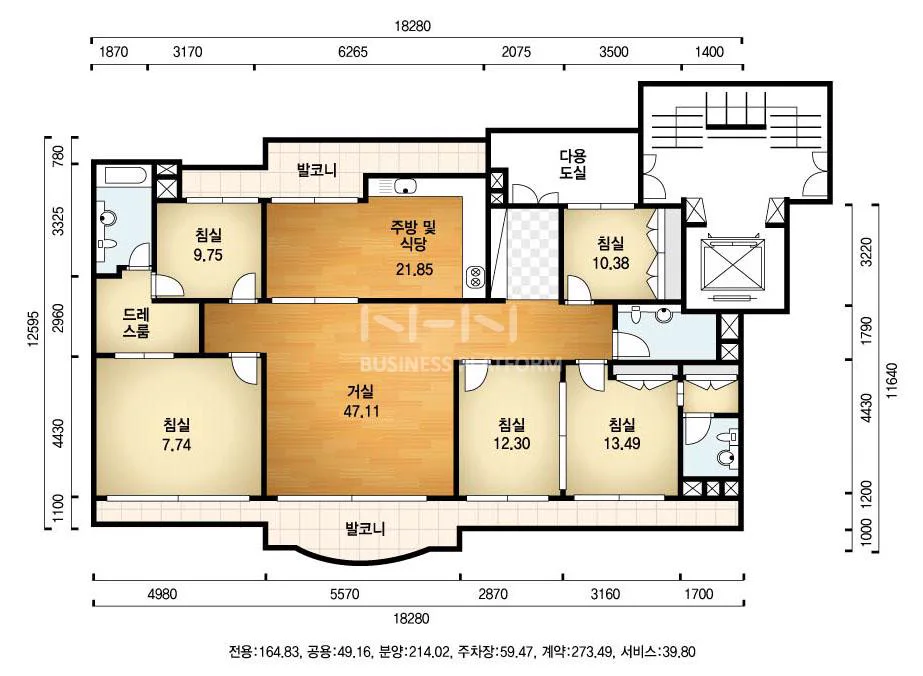 18280
1870 3170 6265 2075 3500 1400
780
3325
2960
4430
1100
12595
3220
1790
4430
1200
1000
11640
발코니
다용
도실
침실
9.75
주방 및
식당
21.85
침실
10.38
드레
스룸
N-H-N
BUSINESS PLATFORM
거실
47.11
침실
7.74
침실
12.30
침실
13.49
발코니
4980 5570 2870 3160 1700
18280
전용:164.83, 공용:49.16, 분양:214.02, 주차장:59.47, 계약:273.49, 서비스:39.80